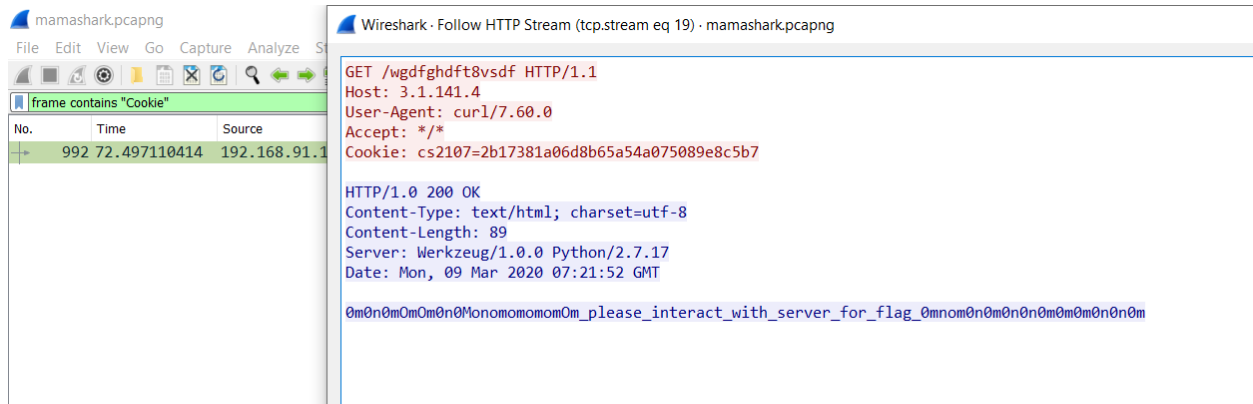 mamashark.pcapng
File Edit View Go Capture Analyze
frame contains "Cookie"
No. Time Source
992 72.497110414 192.168.91.1
Wireshark · Follow HTTP Stream (tcp.stream eq 19) · mamashark.pcapng
GET /wgdfghdft8vsdf HTTP/1.1
Host: 3.1.141.4
User-Agent: curl/7.60.0
Accept: */*
Cookie: cs2107=2b17381a06d8b65a54a075089e8c5b7
HTTP/1.0 200 OK
Content-Type: text/html; charset=utf-8
Content-Length: 89
Server: Werkzeug/1.0.0 Python/2.7.17
Date: Mon, 09 Mar 2020 07:21:52 GMT
0m0n0mOmOm0n0MonomomomomOm_please_interact_with_server_for_flag_0mnom0n0m0n0n0m0m0m0n0n0m